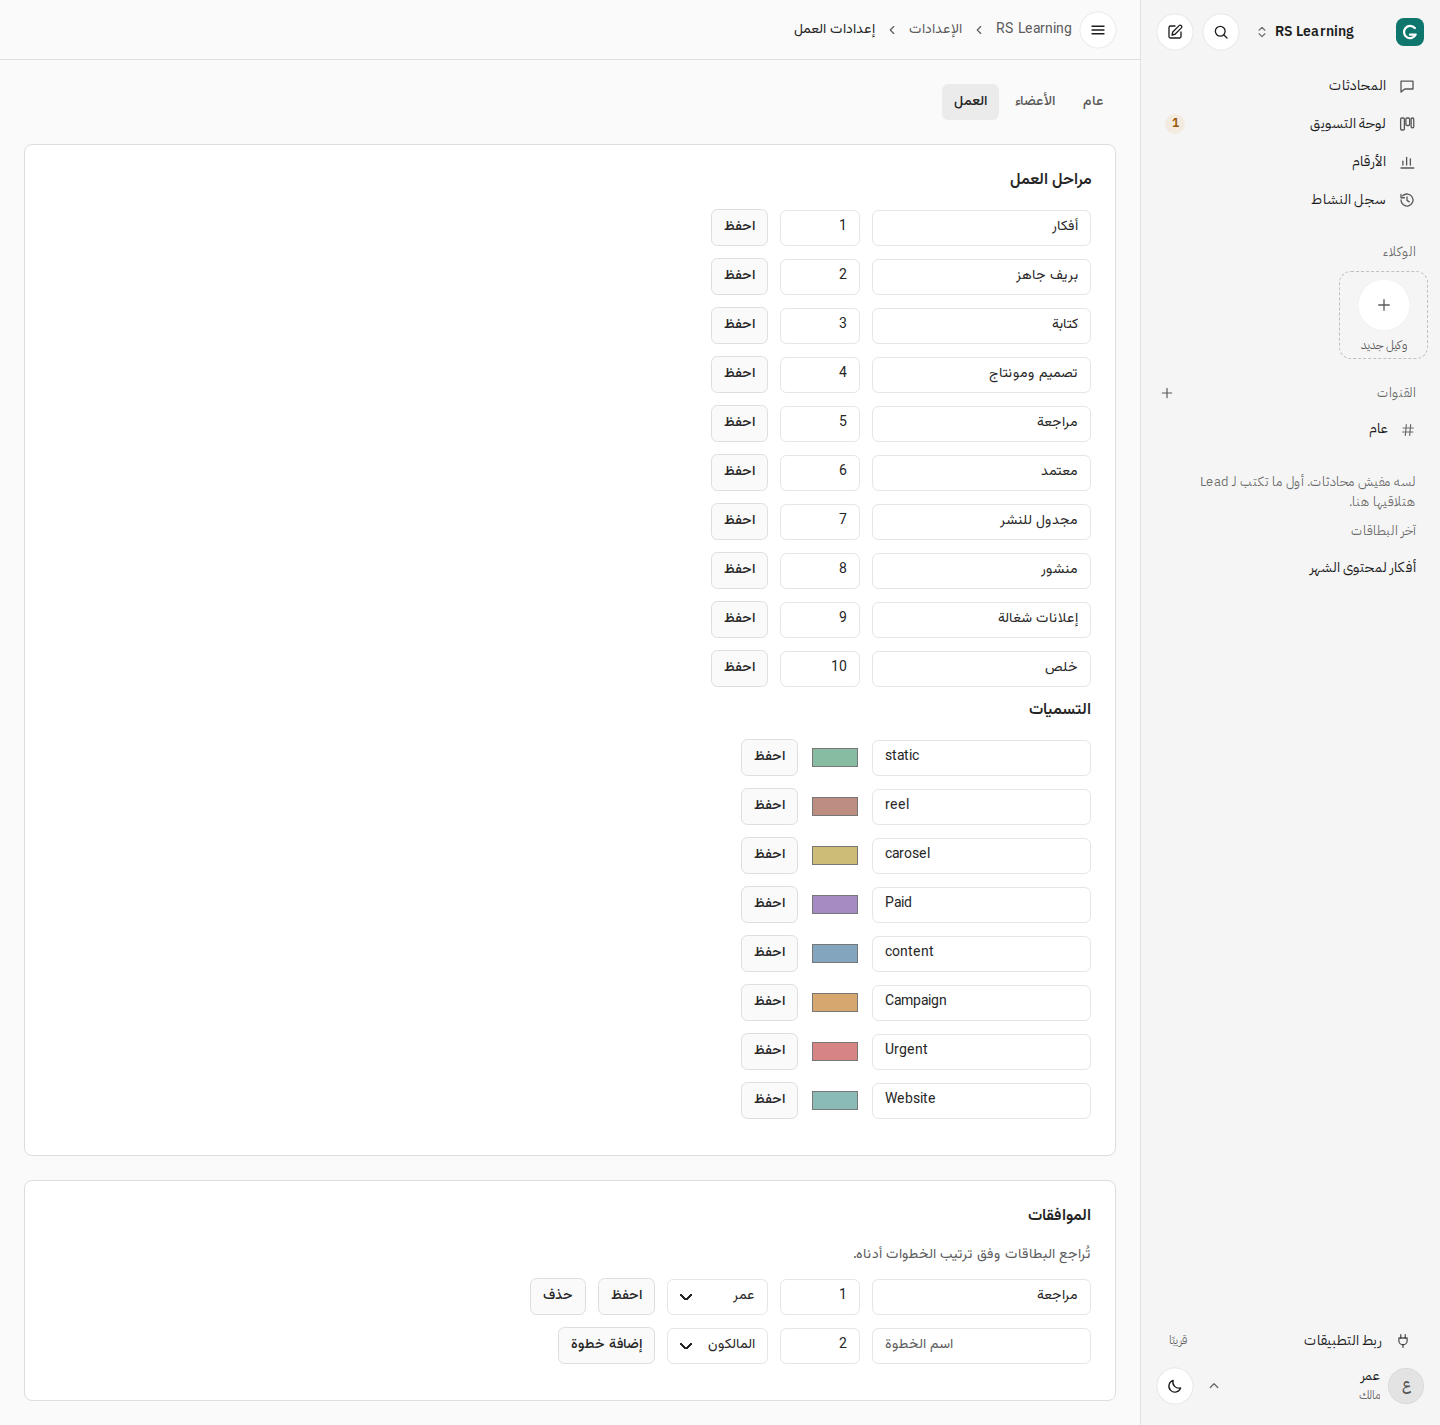 RS Learning
المحادثات
لوحة التسويق
1
الأرقام
سجل النشاط
الوكلاء
وكيل جديد
القنوات
عام
لسه مفيش محادثات. أول ما تكتب لـ Lead
هتلاقيها هنا.
آخر البطاقات
أفكار لمحتوى الشهر
ربط التطبيقات
قريبًا
ع
عمر
مالك
RS Learning
الإعدادات
إعدادات العمل
عام
الأعضاء
العمل
مراحل العمل
أفكار 1 احفظ
بريف جاهز 2 احفظ
كتابة 3 احفظ
تصميم ومونتاج 4 احفظ
مراجعة 5 احفظ
معتمد 6 احفظ
مجدول للنشر 7 احفظ
منشور 8 احفظ
إعلانات شغالة 9 احفظ
خلص 10 احفظ
التسميات
static احفظ
reel احفظ
carosel احفظ
Paid احفظ
content احفظ
Campaign احفظ
Urgent احفظ
Website احفظ
الموافقات
تُراجع البطاقات وفق ترتيب الخطوات أدناه.
مراجعة 1 عمر احفظ حذف
اسم الخطوة 2 المالكون إضافة خطوة